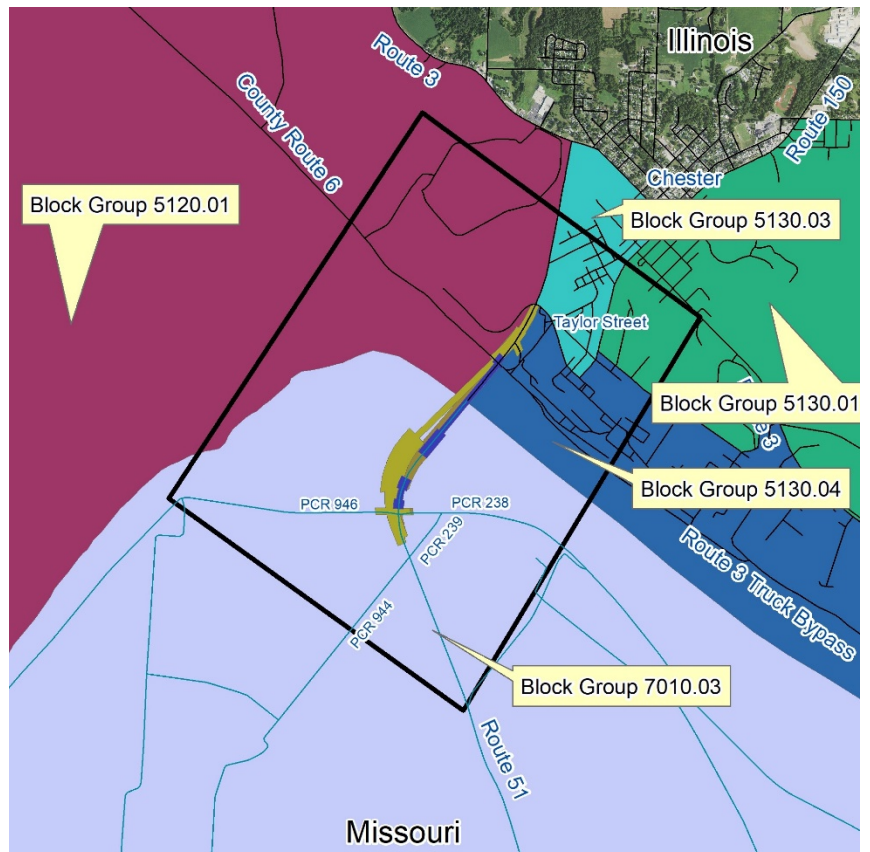 Illinois
Route 3
County Route 6
Route 150
Chester
Block Group 5120.01
Block Group 5130.03
Taylor Street
Block Group 5130.01
e 3
Block Group 5130.04
PCR 946
PCR 238
PCR 239
PCR 944
Route 3 Truck Bypass
Block Group 7010.03
Route 51
Missouri